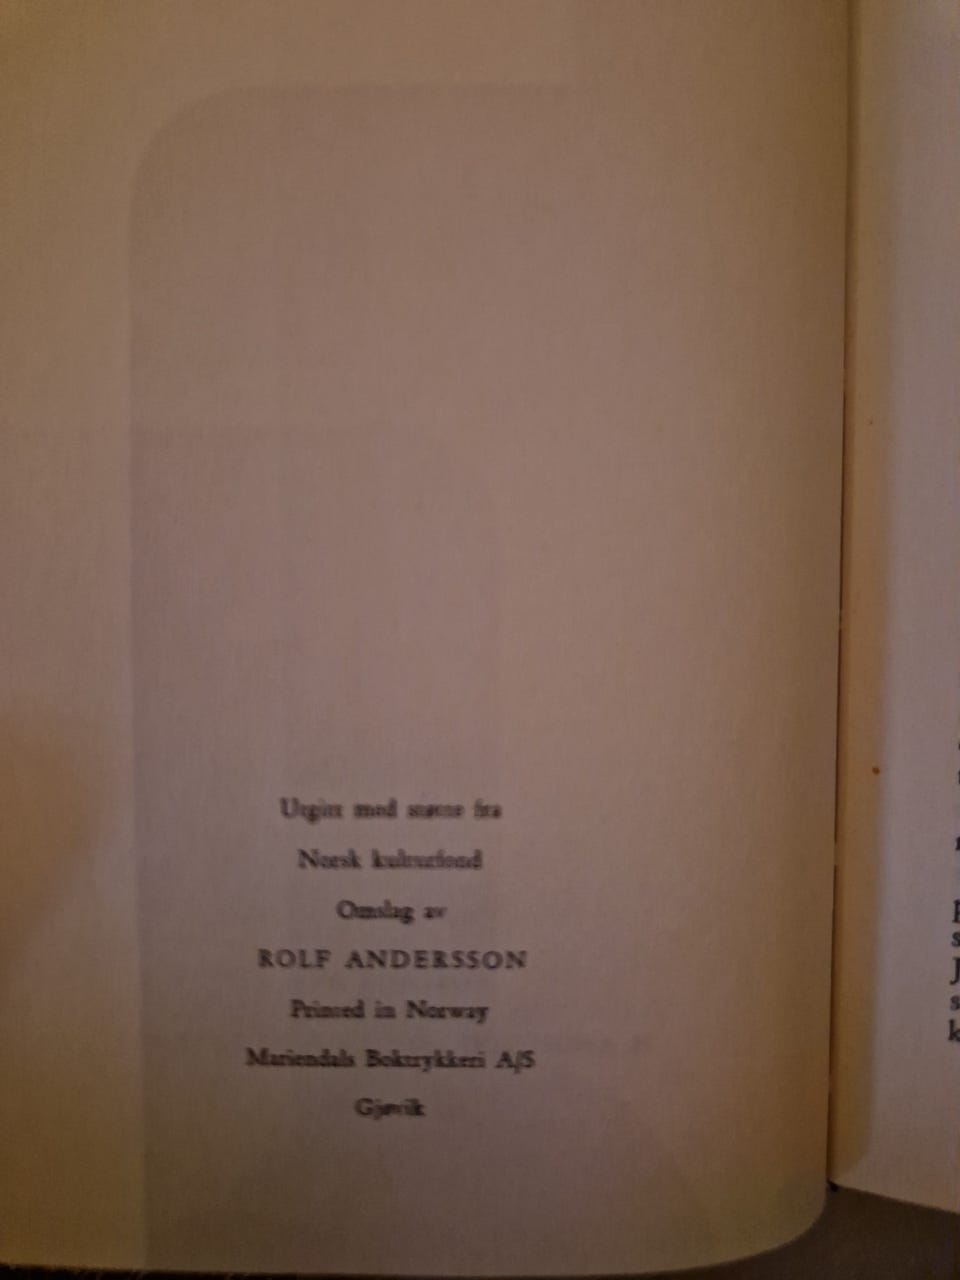 Utgitt med støtte fra
Norsk kulturfond
Omslag av
ROLF ANDERSSON
Printed in Norway
Mariendals Boktrykkeri A/S
Gjøvik